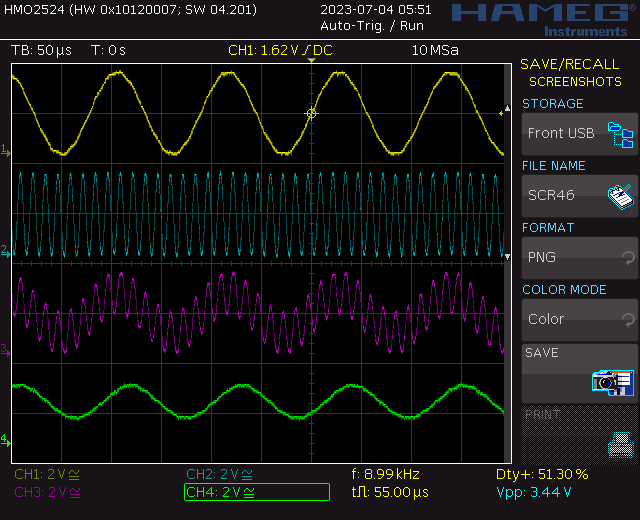 HMO2524 (HW 0x10120007; SW 04.201)
2023-07-04 05:51
Auto-Trig. / Run
HAMEG
Instruments
TB: 50 µs
T: 0 s
CH1: 1.62 V / DC
10 MSa
SAVE/RECALL
SCREENSHOTS
STORAGE
Front USB
FILE NAME
SCR46
FORMAT
PNG
COLOR MODE
Color
SAVE
PRINT
1
2
3
4
CH1: 2 V ≅
CH2: 2 V ≅
f: 8.99 kHz
Dty+: 51.30 %
CH3: 2 V ≅
CH4: 2 V ≅
t: 55.00 µs
Vpp: 3.44 V